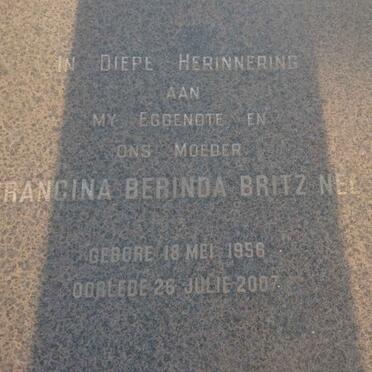 IN DIEPE HERINNERING
AAN
MY EGGENOTE EN
ONS MOEDER
RANCINA BERINDA BRITZ NEL
GEBORE 18 MEI 1956
OORLEDE 26 JULIE 2007